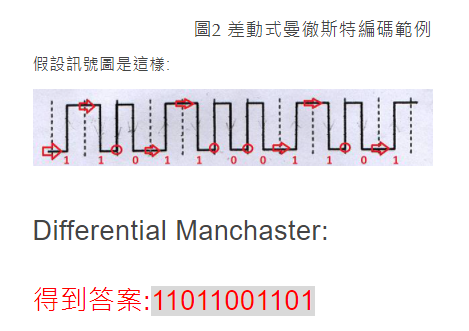 圖2 差動式曼徹斯特編碼範例
假設訊號圖是這樣:
1 1 0 1 1 0 0 1 1 0 1
Differential Manchaster:
得到答案:11011001101